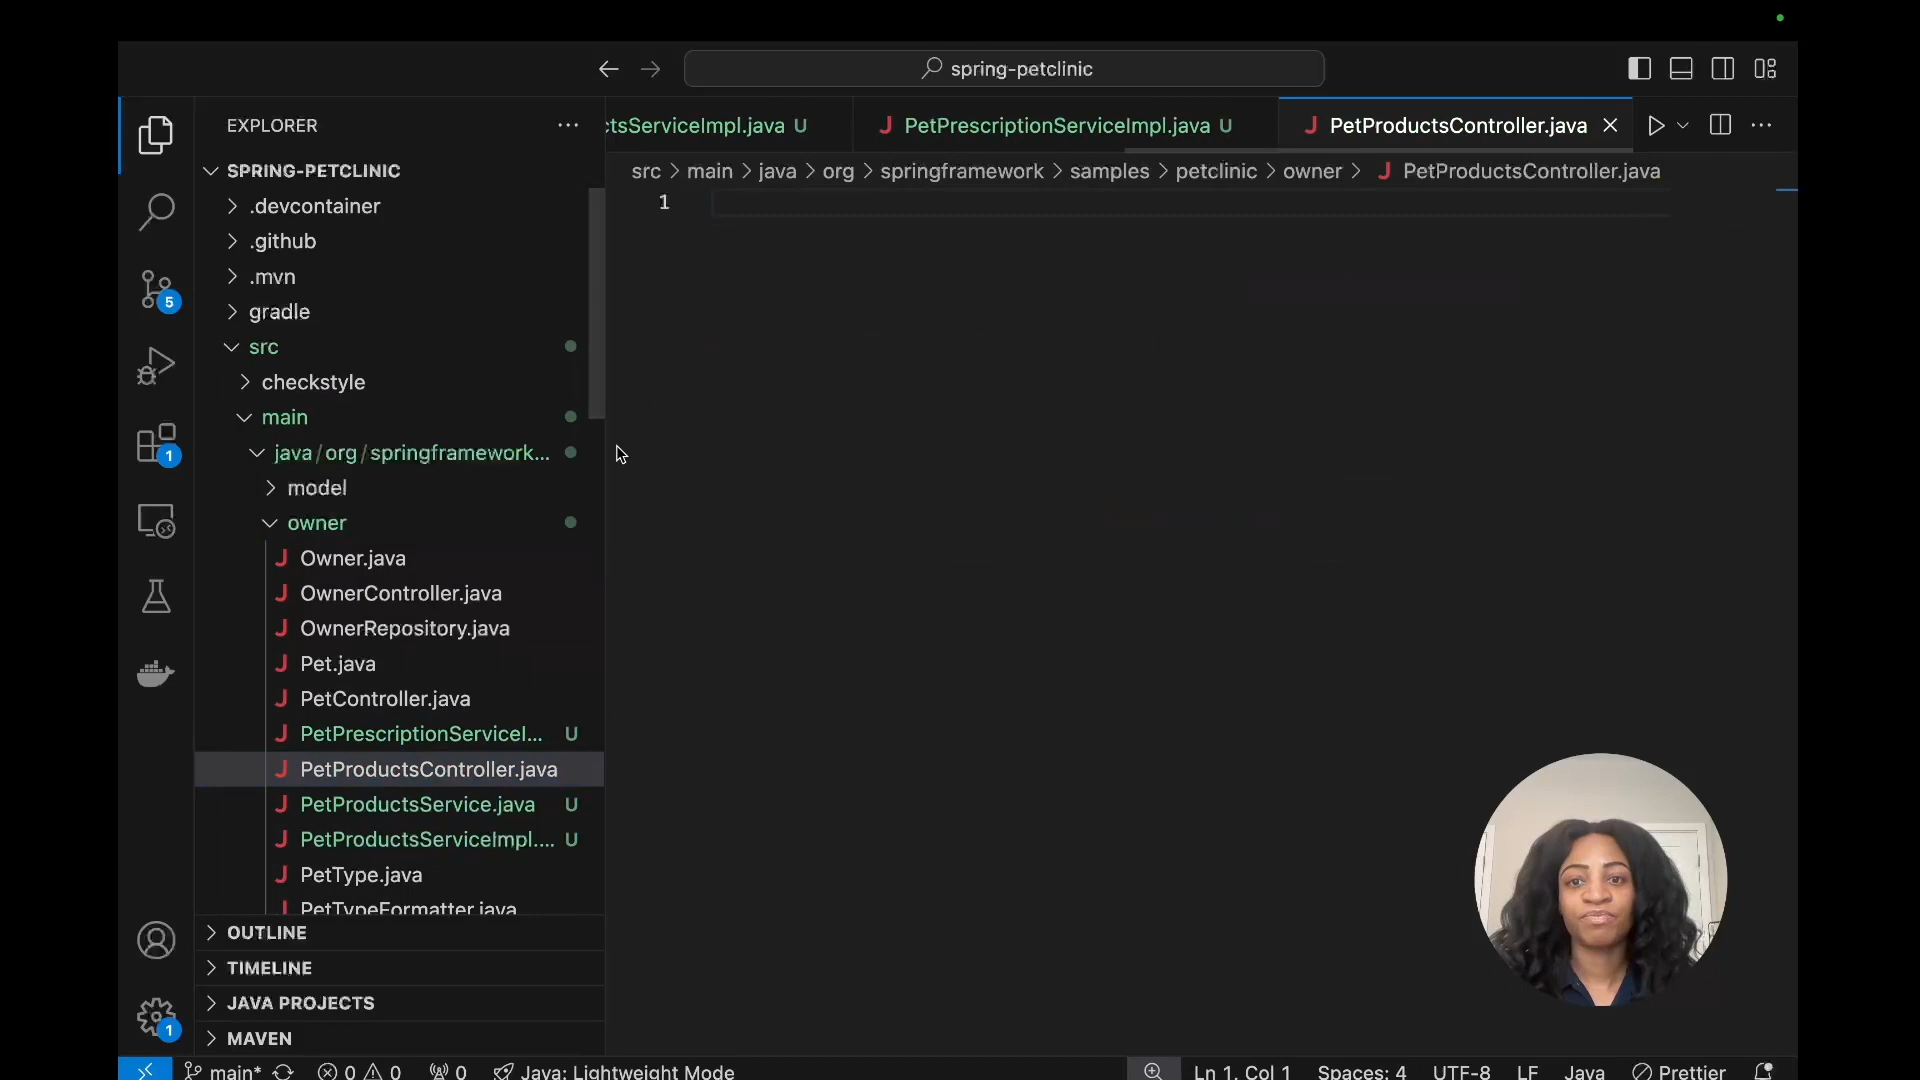 spring-petclinic
EXPLORER
tsServiceImpl.java U
PetPrescriptionServiceImpl.java U
PetProductsController.java
src > main > java > org > springframework > samples > petclinic > owner > PetProductsController.java
1
SPRING-PETCLINIC
.devcontainer
.github
.mvn
gradle
src
checkstyle
main
java/org/springframework...
model
owner
Owner.java
OwnerController.java
OwnerRepository.java
Pet.java
PetController.java
PetPrescriptionServiceI... U
PetProductsController.java
PetProductsService.java U
PetProductsServiceImpl.... U
PetType.java
PetTypeFormatter.java
OUTLINE
TIMELINE
JAVA PROJECTS
MAVEN
5
1
1
main* 0 0 0 Java: Lightweight Mode
Ln 1, Col 1 Spaces: 4 UTF-8 LF Java Prettier